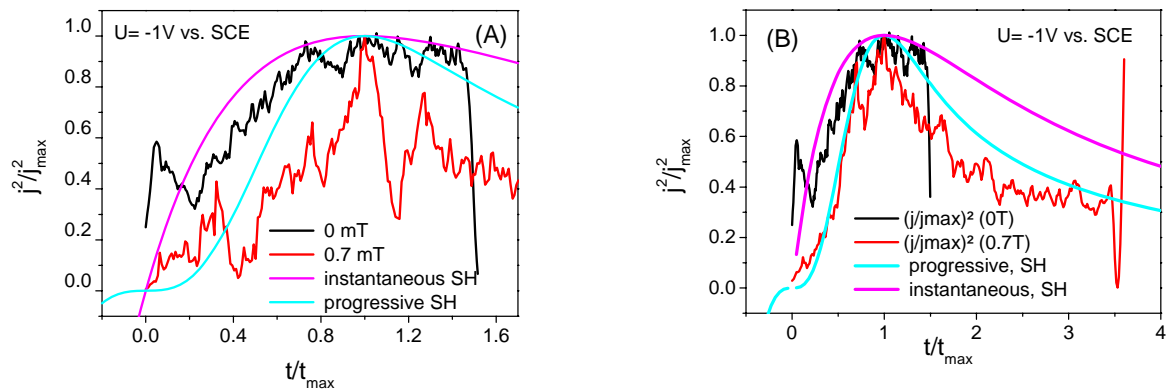 U= -1V vs. SCE
(A)
1.0
0.8
0.6
0.4
0.2
0.0
j²/j²max
0 mT
0.7 mT
instantaneous SH
progressive SH
0.0 0.4 0.8 1.2 1.6
t/tmax
(B)
U= -1V vs. SCE
1.0
0.8
0.6
0.4
0.2
0.0
j²/j²max
(j/jmax)² (0T)
(j/jmax)² (0.7T)
progressive, SH
instantaneous, SH
0 1 2 3 4
t/tmax